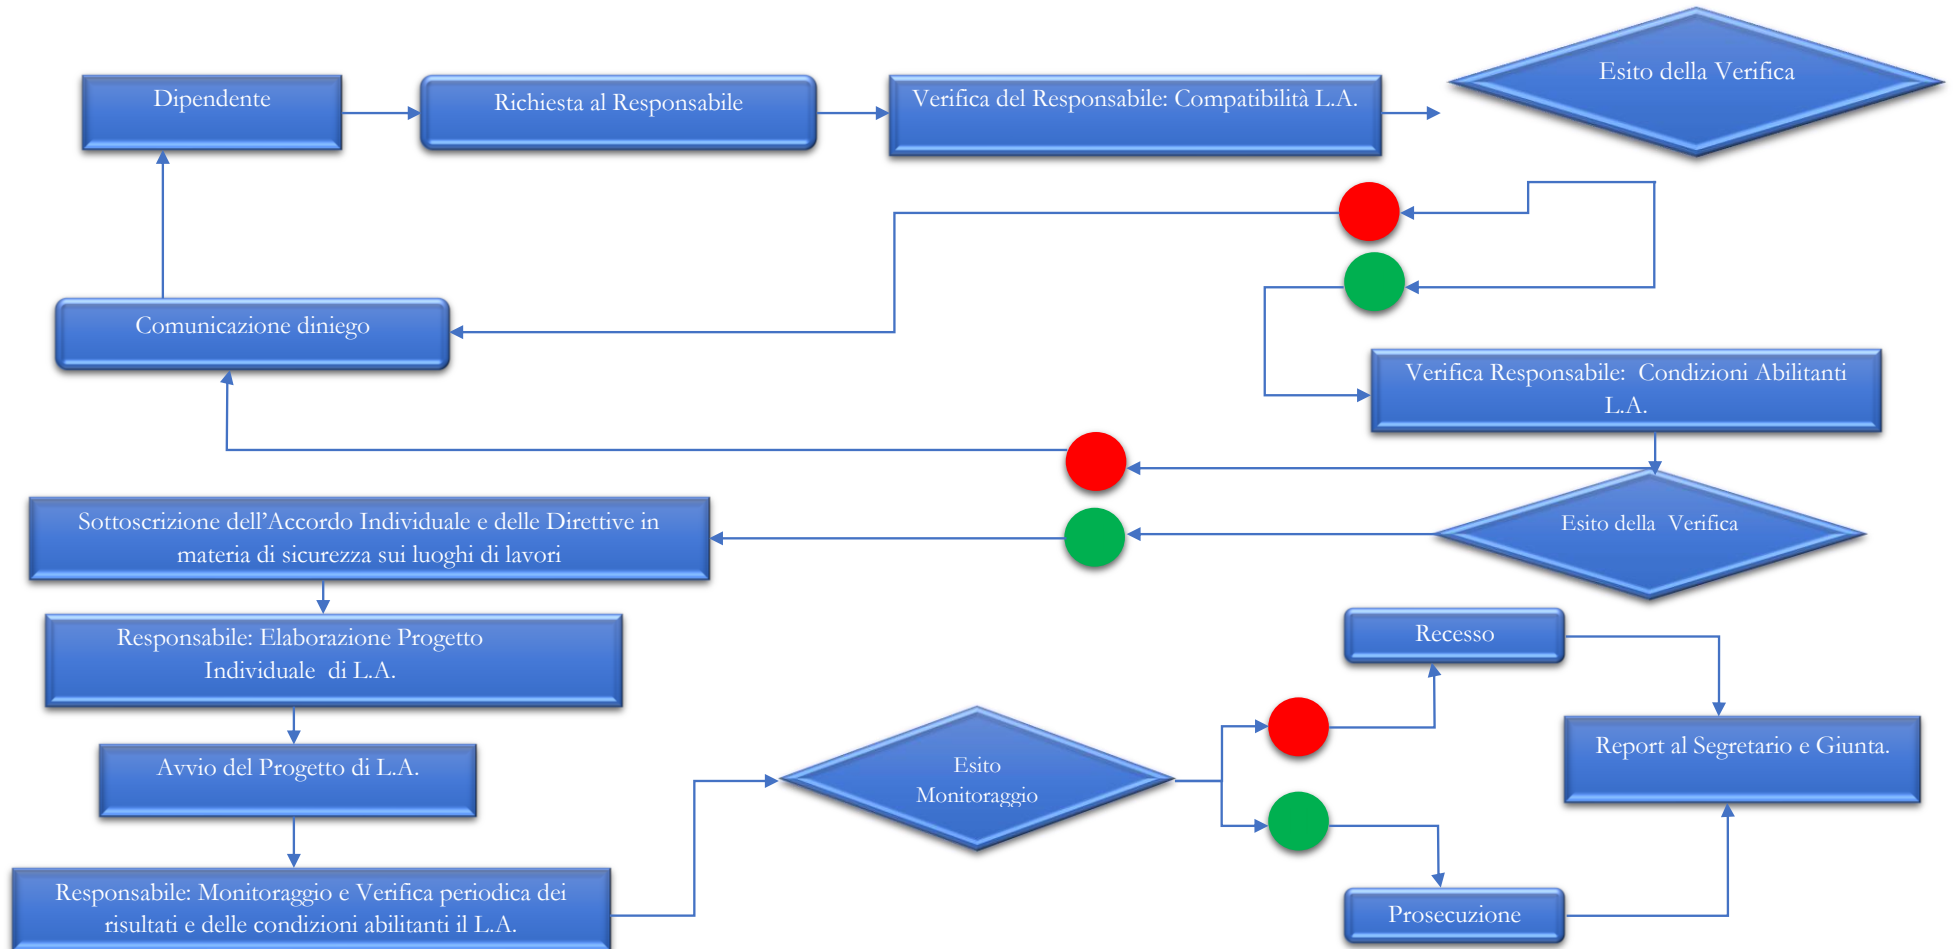 Dipendente
Richiesta al Responsabile
Verifica del Responsabile: Compatibilità L.A.
Esito della Verifica
Comunicazione diniego
Verifica Responsabile:  Condizioni Abilitanti
L.A.
Esito della  Verifica
Sottoscrizione dell’Accordo Individuale e delle Direttive in
materia di sicurezza sui luoghi di lavori
Responsabile: Elaborazione Progetto
Individuale  di L.A.
Avvio del Progetto di L.A.
Responsabile: Monitoraggio e Verifica periodica dei
risultati e delle condizioni abilitanti il L.A.
Esito
Monitoraggio
Recesso
Report al Segretario e Giunta.
Prosecuzione